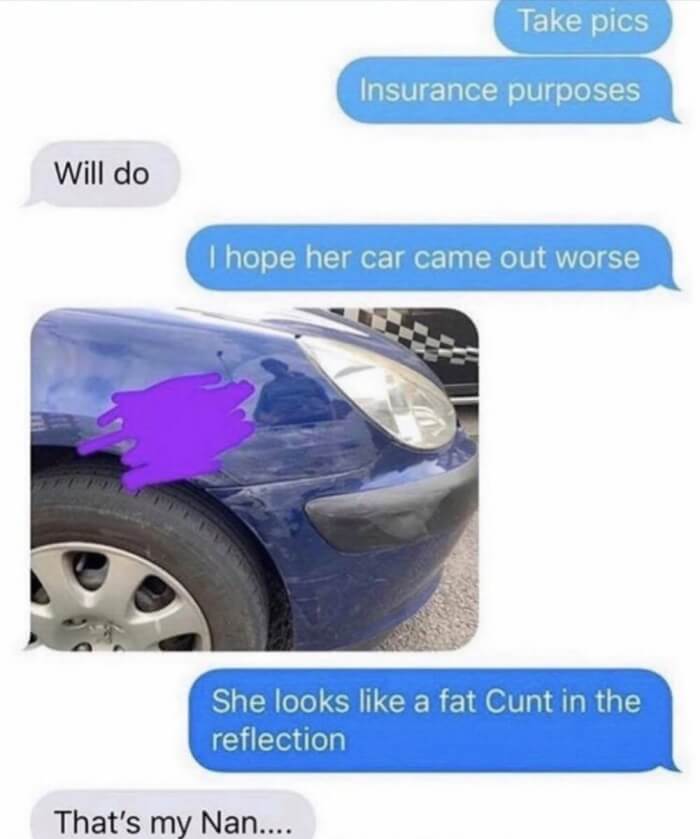 Take pics
Insurance purposes
Will do
I hope her car came out worse
She looks like a fat Cunt in the
reflection
That's my Nan....